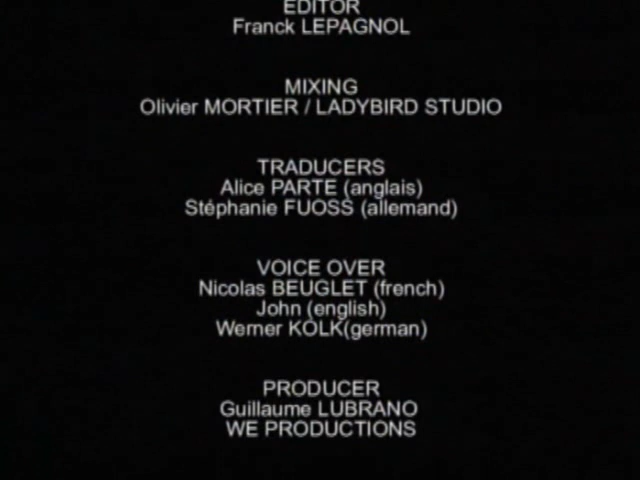 EDITOR
Franck LEPAGNOL
MIXING
Olivier MORTIER / LADYBIRD STUDIO
TRADUCERS
Alice PARTE (anglais)
Stéphanie FUOSS (allemand)
VOICE OVER
Nicolas BEUGLET (french)
John (english)
Werner KOLK(german)
PRODUCER
Guillaume LUBRANO
WE PRODUCTIONS